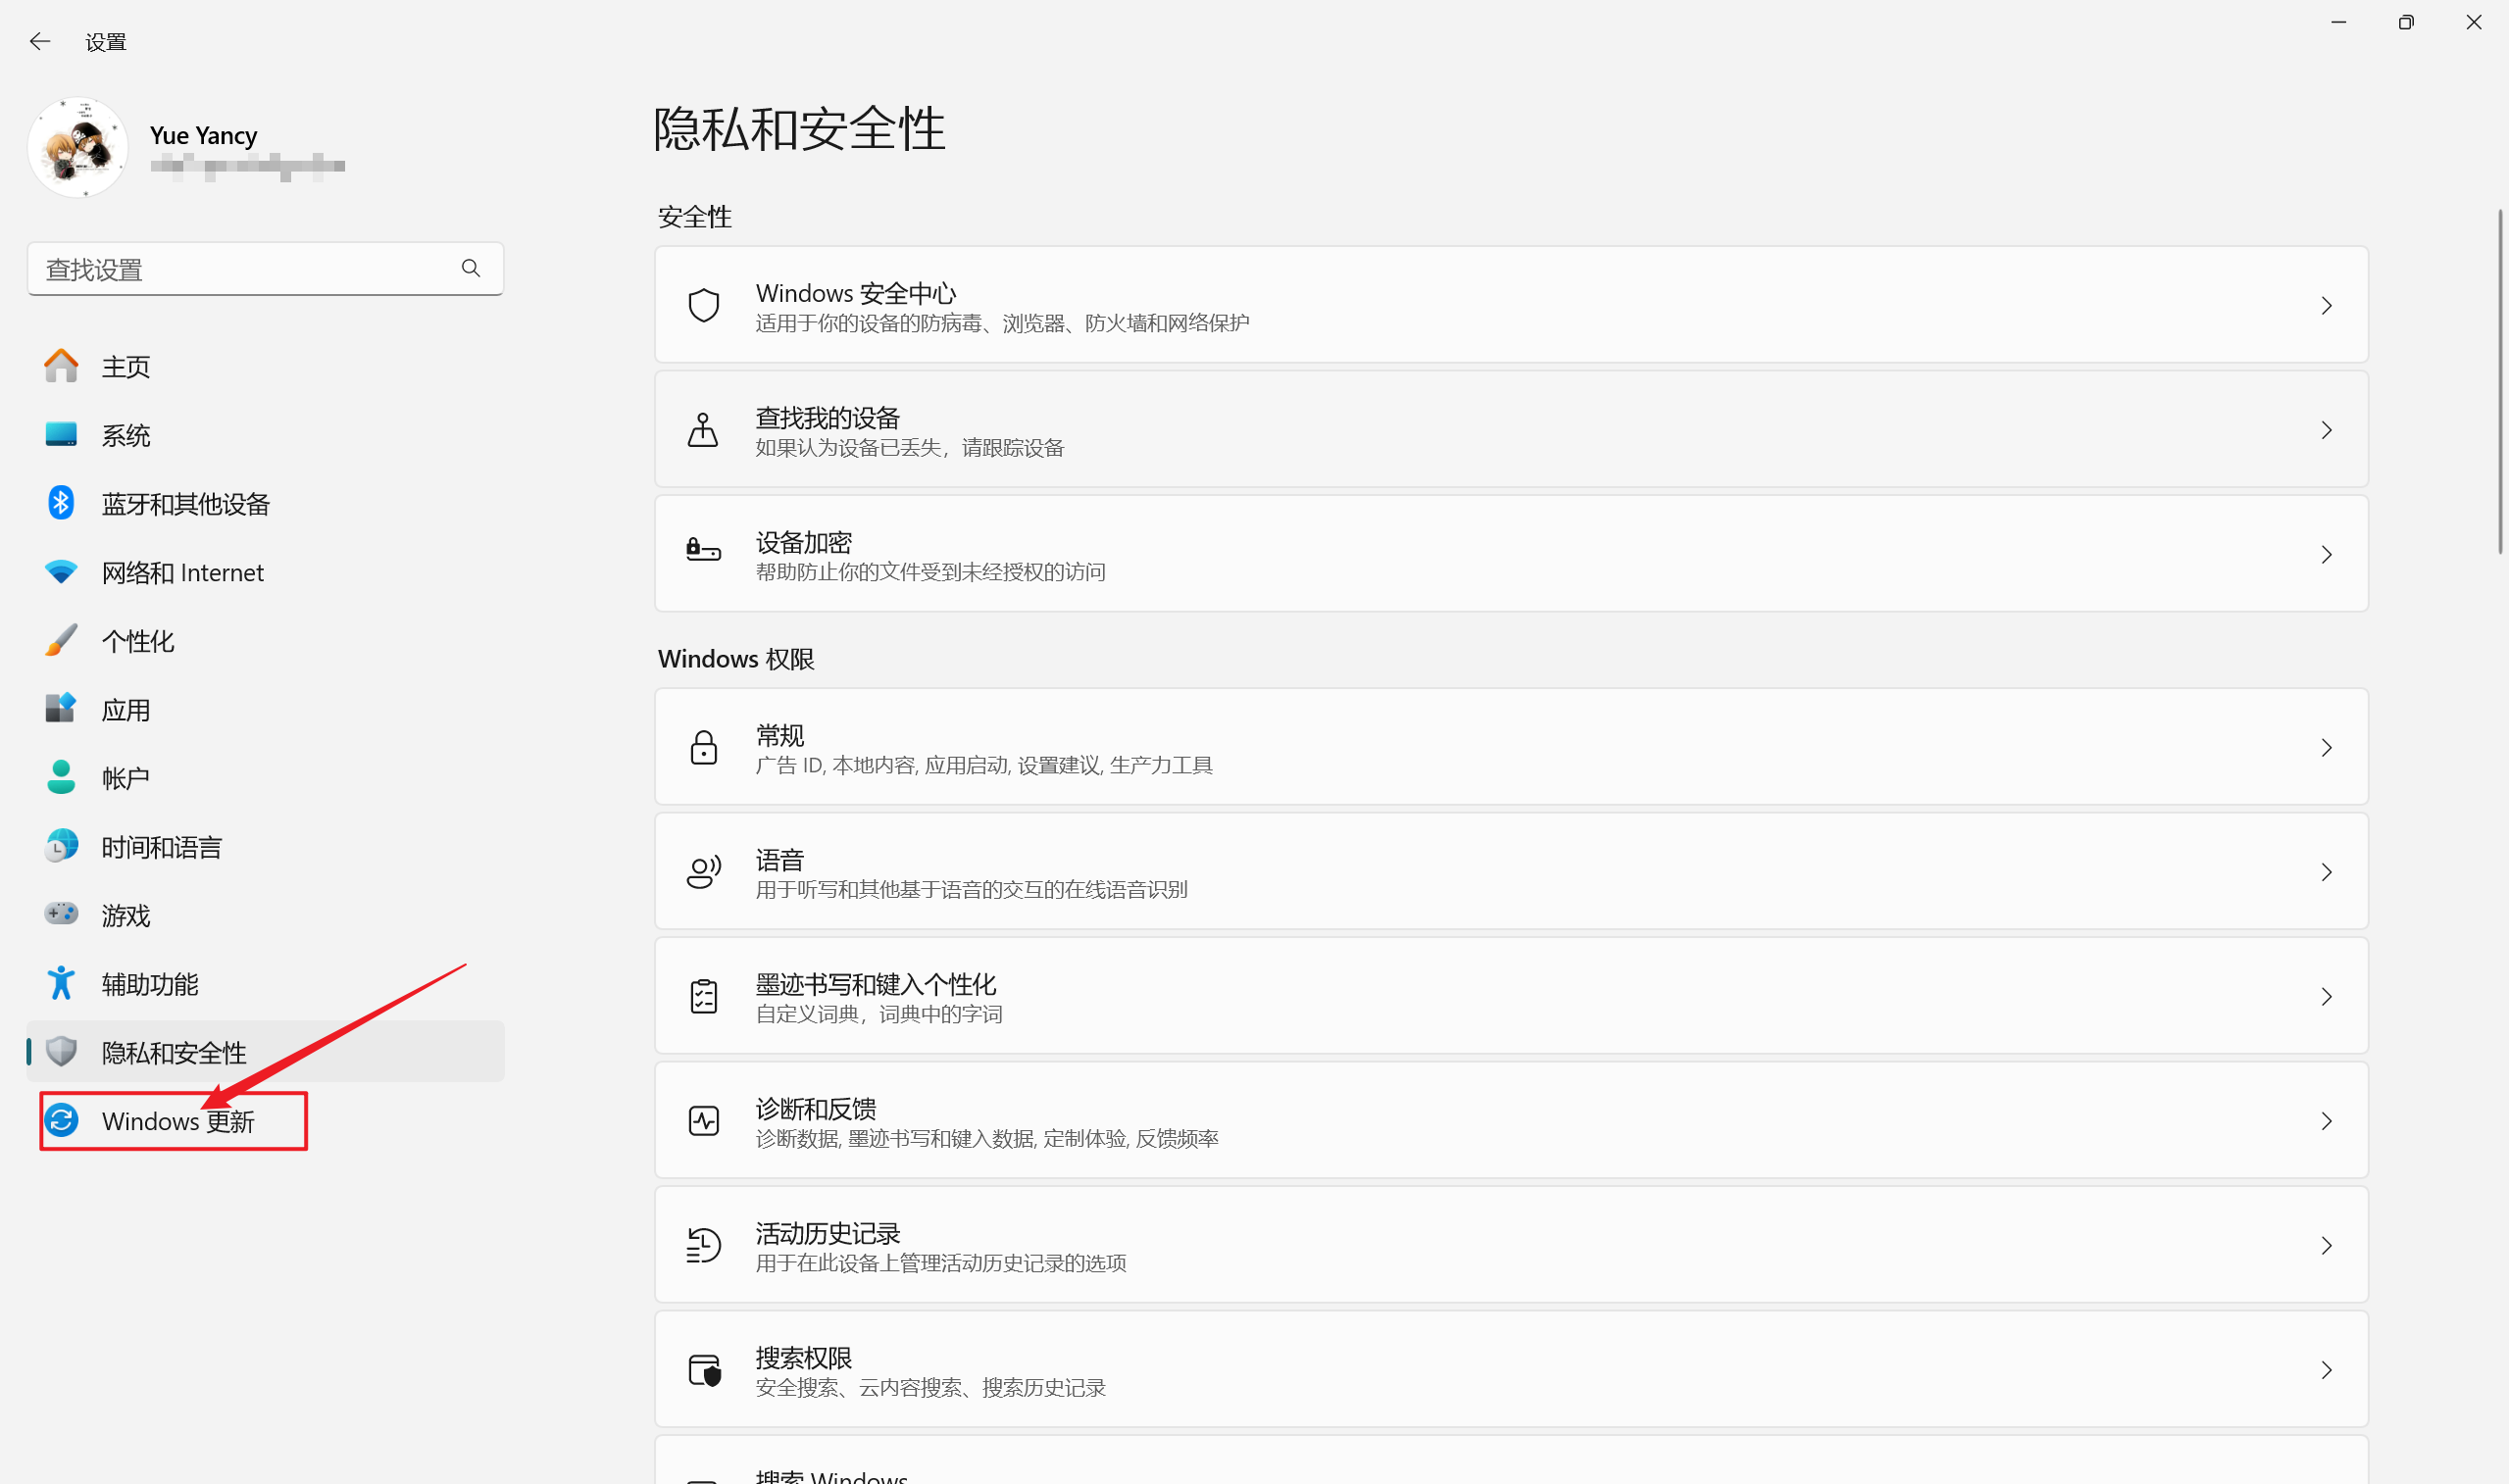 设置
Yue Yancy
查找设置
主页
系统
蓝牙和其他设备
网络和 Internet
个性化
应用
帐户
时间和语言
游戏
辅助功能
隐私和安全性
Windows 更新
隐私和安全性
安全性
Windows 安全中心
适用于你的设备的防病毒、浏览器、防火墙和网络保护
查找我的设备
如果认为设备已丢失，请跟踪设备
设备加密
帮助防止你的文件受到未经授权的访问
Windows 权限
常规
广告 ID, 本地内容, 应用启动, 设置建议, 生产力工具
语音
用于听写和其他基于语音的交互的在线语音识别
墨迹书写和键入个性化
自定义词典，词典中的字词
诊断和反馈
诊断数据, 墨迹书写和键入数据, 定制体验, 反馈频率
活动历史记录
用于在此设备上管理活动历史记录的选项
搜索权限
安全搜索、云内容搜索、搜索历史记录
搜索 Windows